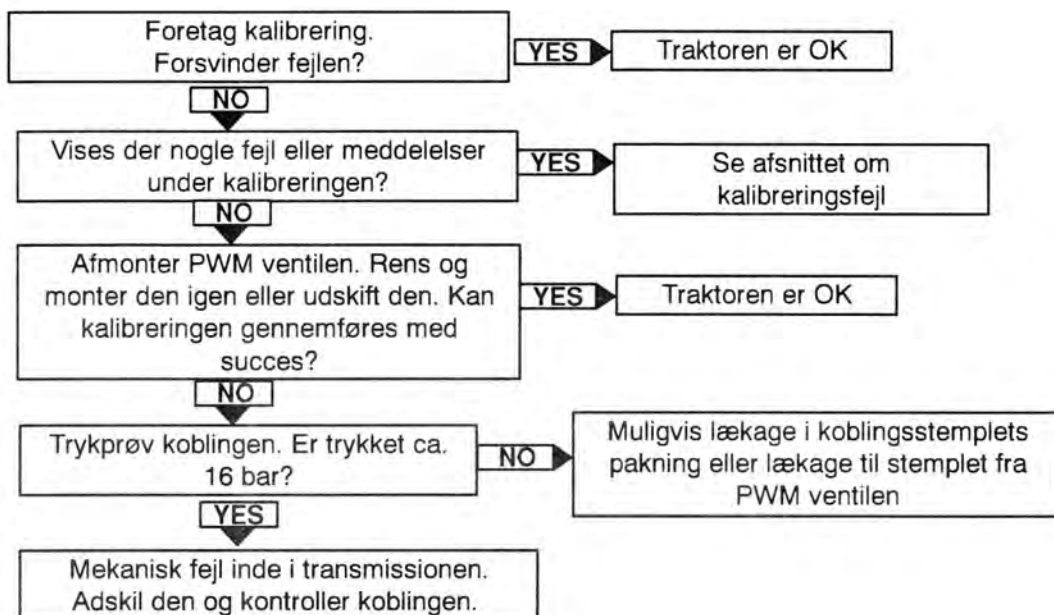 Foretag kalibrering.
Forsvinder fejlen?
YES
Traktoren er OK
NO
Vises der nogle fejl eller meddelelser
under kalibreringen?
YES
Se afsnittet om
kalibreringsfejl
NO
Afmonter PWM ventilen. Rens og
monter den igen eller udskift den. Kan
kalibreringen gennemføres med
succes?
YES
Traktoren er OK
NO
Trykprøv koblingen. Er trykket ca.
16 bar?
NO
Muligvis lækage i koblingsstemplets
pakning eller lækage til stemplet fra
PWM ventilen
YES
Mekanisk fejl inde i transmissionen.
Adskil den og kontroller koblingen.